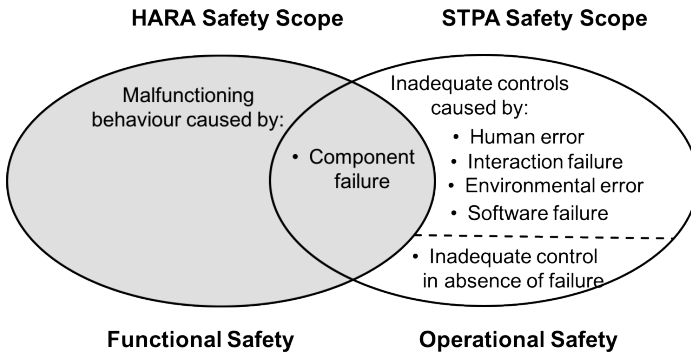 HARA Safety Scope
STPA Safety Scope
Malfunctioning
behaviour caused by:
• Component
failure
Inadequate controls
caused by:
• Human error
• Interaction failure
• Environmental error
• Software failure
• Inadequate control
in absence of failure
Functional Safety
Operational Safety